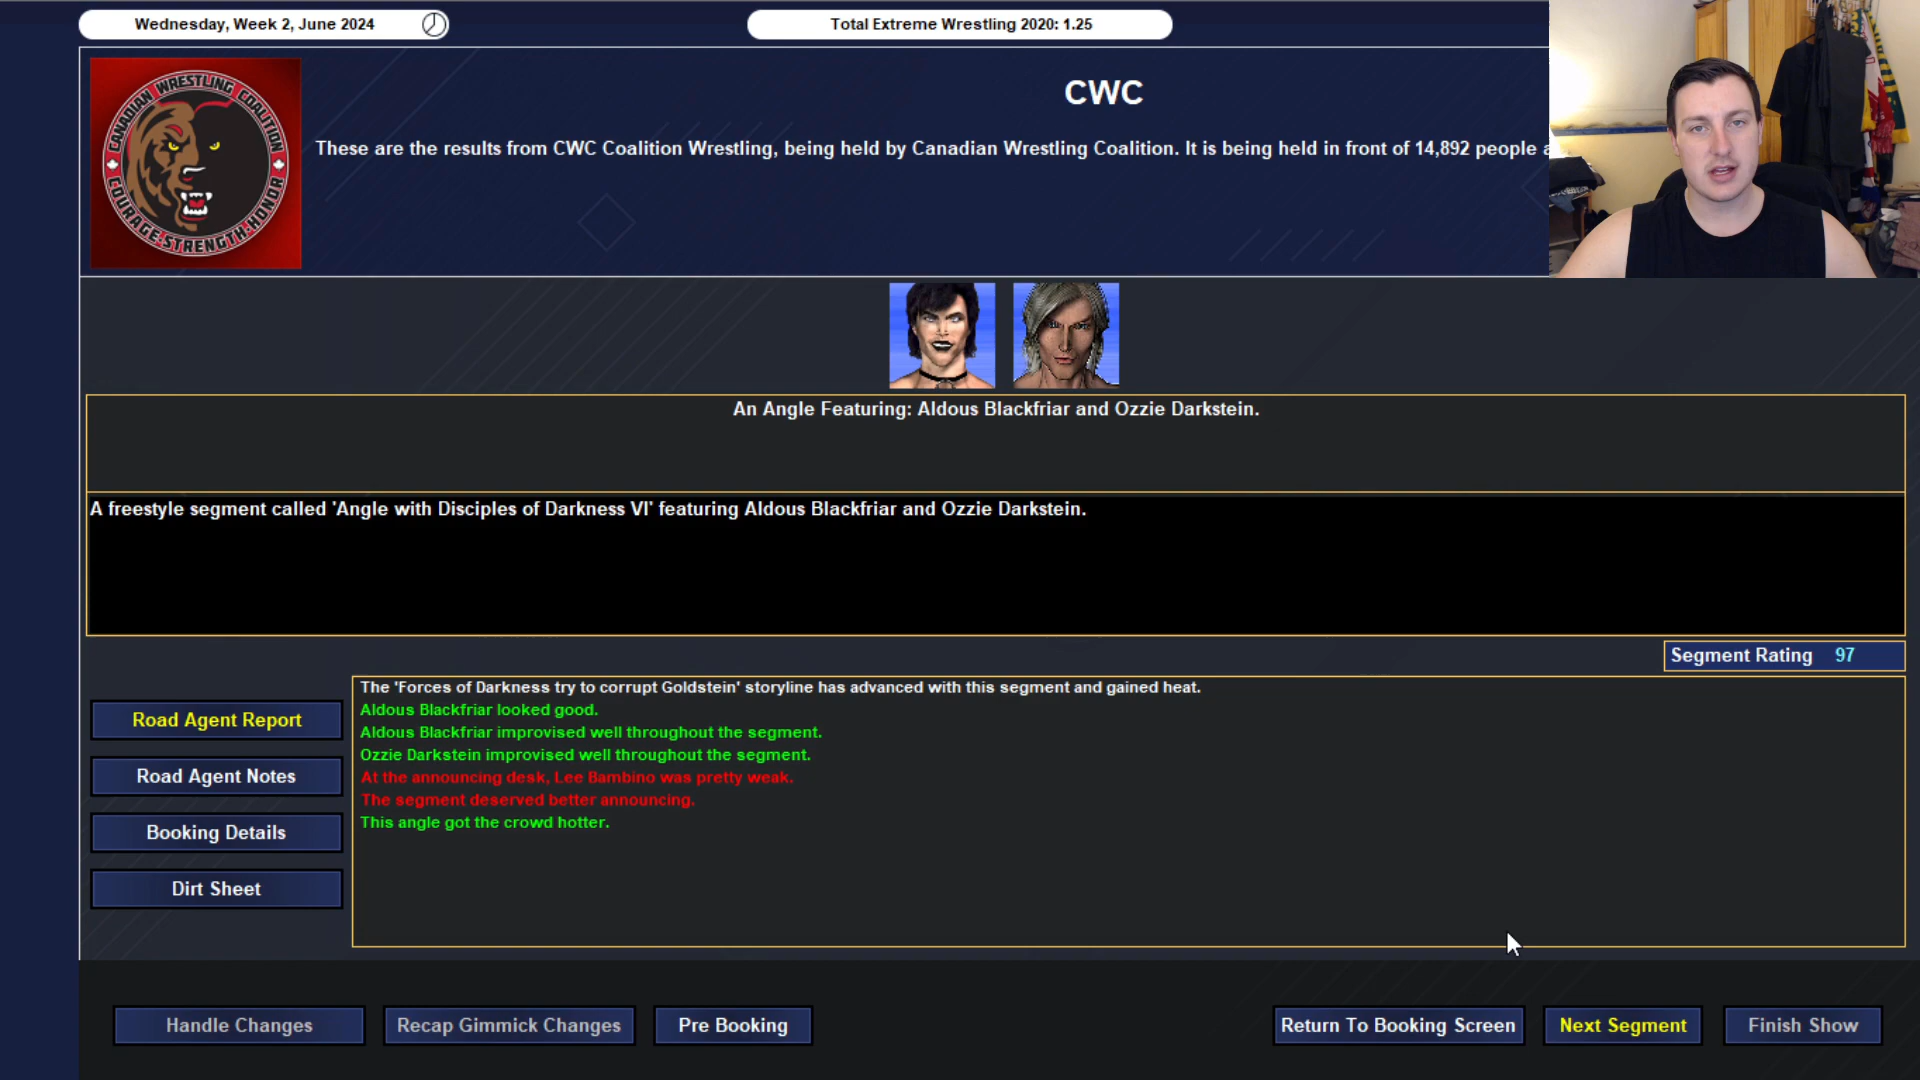 Wednesday, Week 2, June 2024
Total Extreme Wrestling 2020: 1.25
CANADIAN WRESTLING COALITION
COURAGE·STRENGTH·HONOR
CWC
These are the results from CWC Coalition Wrestling, being held by Canadian Wrestling Coalition. It is being held in front of 14,892 people a
An Angle Featuring: Aldous Blackfriar and Ozzie Darkstein.
A freestyle segment called 'Angle with Disciples of Darkness VI' featuring Aldous Blackfriar and Ozzie Darkstein.
Segment Rating 97
The 'Forces of Darkness try to corrupt Goldstein' storyline has advanced with this segment and gained heat.
Aldous Blackfriar looked good.
Aldous Blackfriar improvised well throughout the segment.
Ozzie Darkstein improvised well throughout the segment.
At the announcing desk, Lee Bambino was pretty weak.
The segment deserved better announcing.
This angle got the crowd hotter.
Road Agent Report
Road Agent Notes
Booking Details
Dirt Sheet
Handle Changes
Recap Gimmick Changes
Pre Booking
Return To Booking Screen
Next Segment
Finish Show